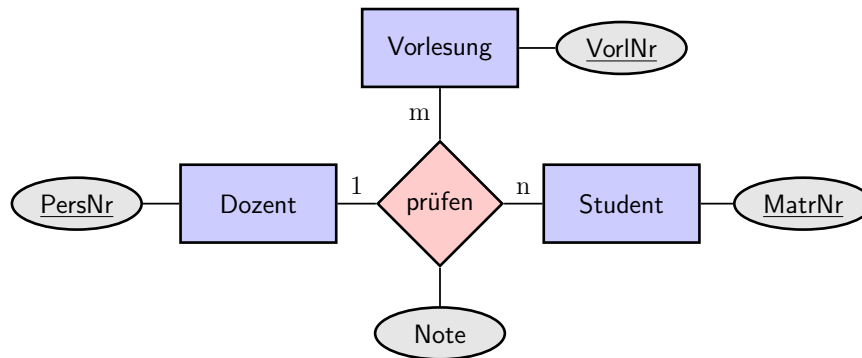 Vorlesung
VorlNr
m
PersNr
Dozent
1
prüfen
n
Student
MatrNr
Note